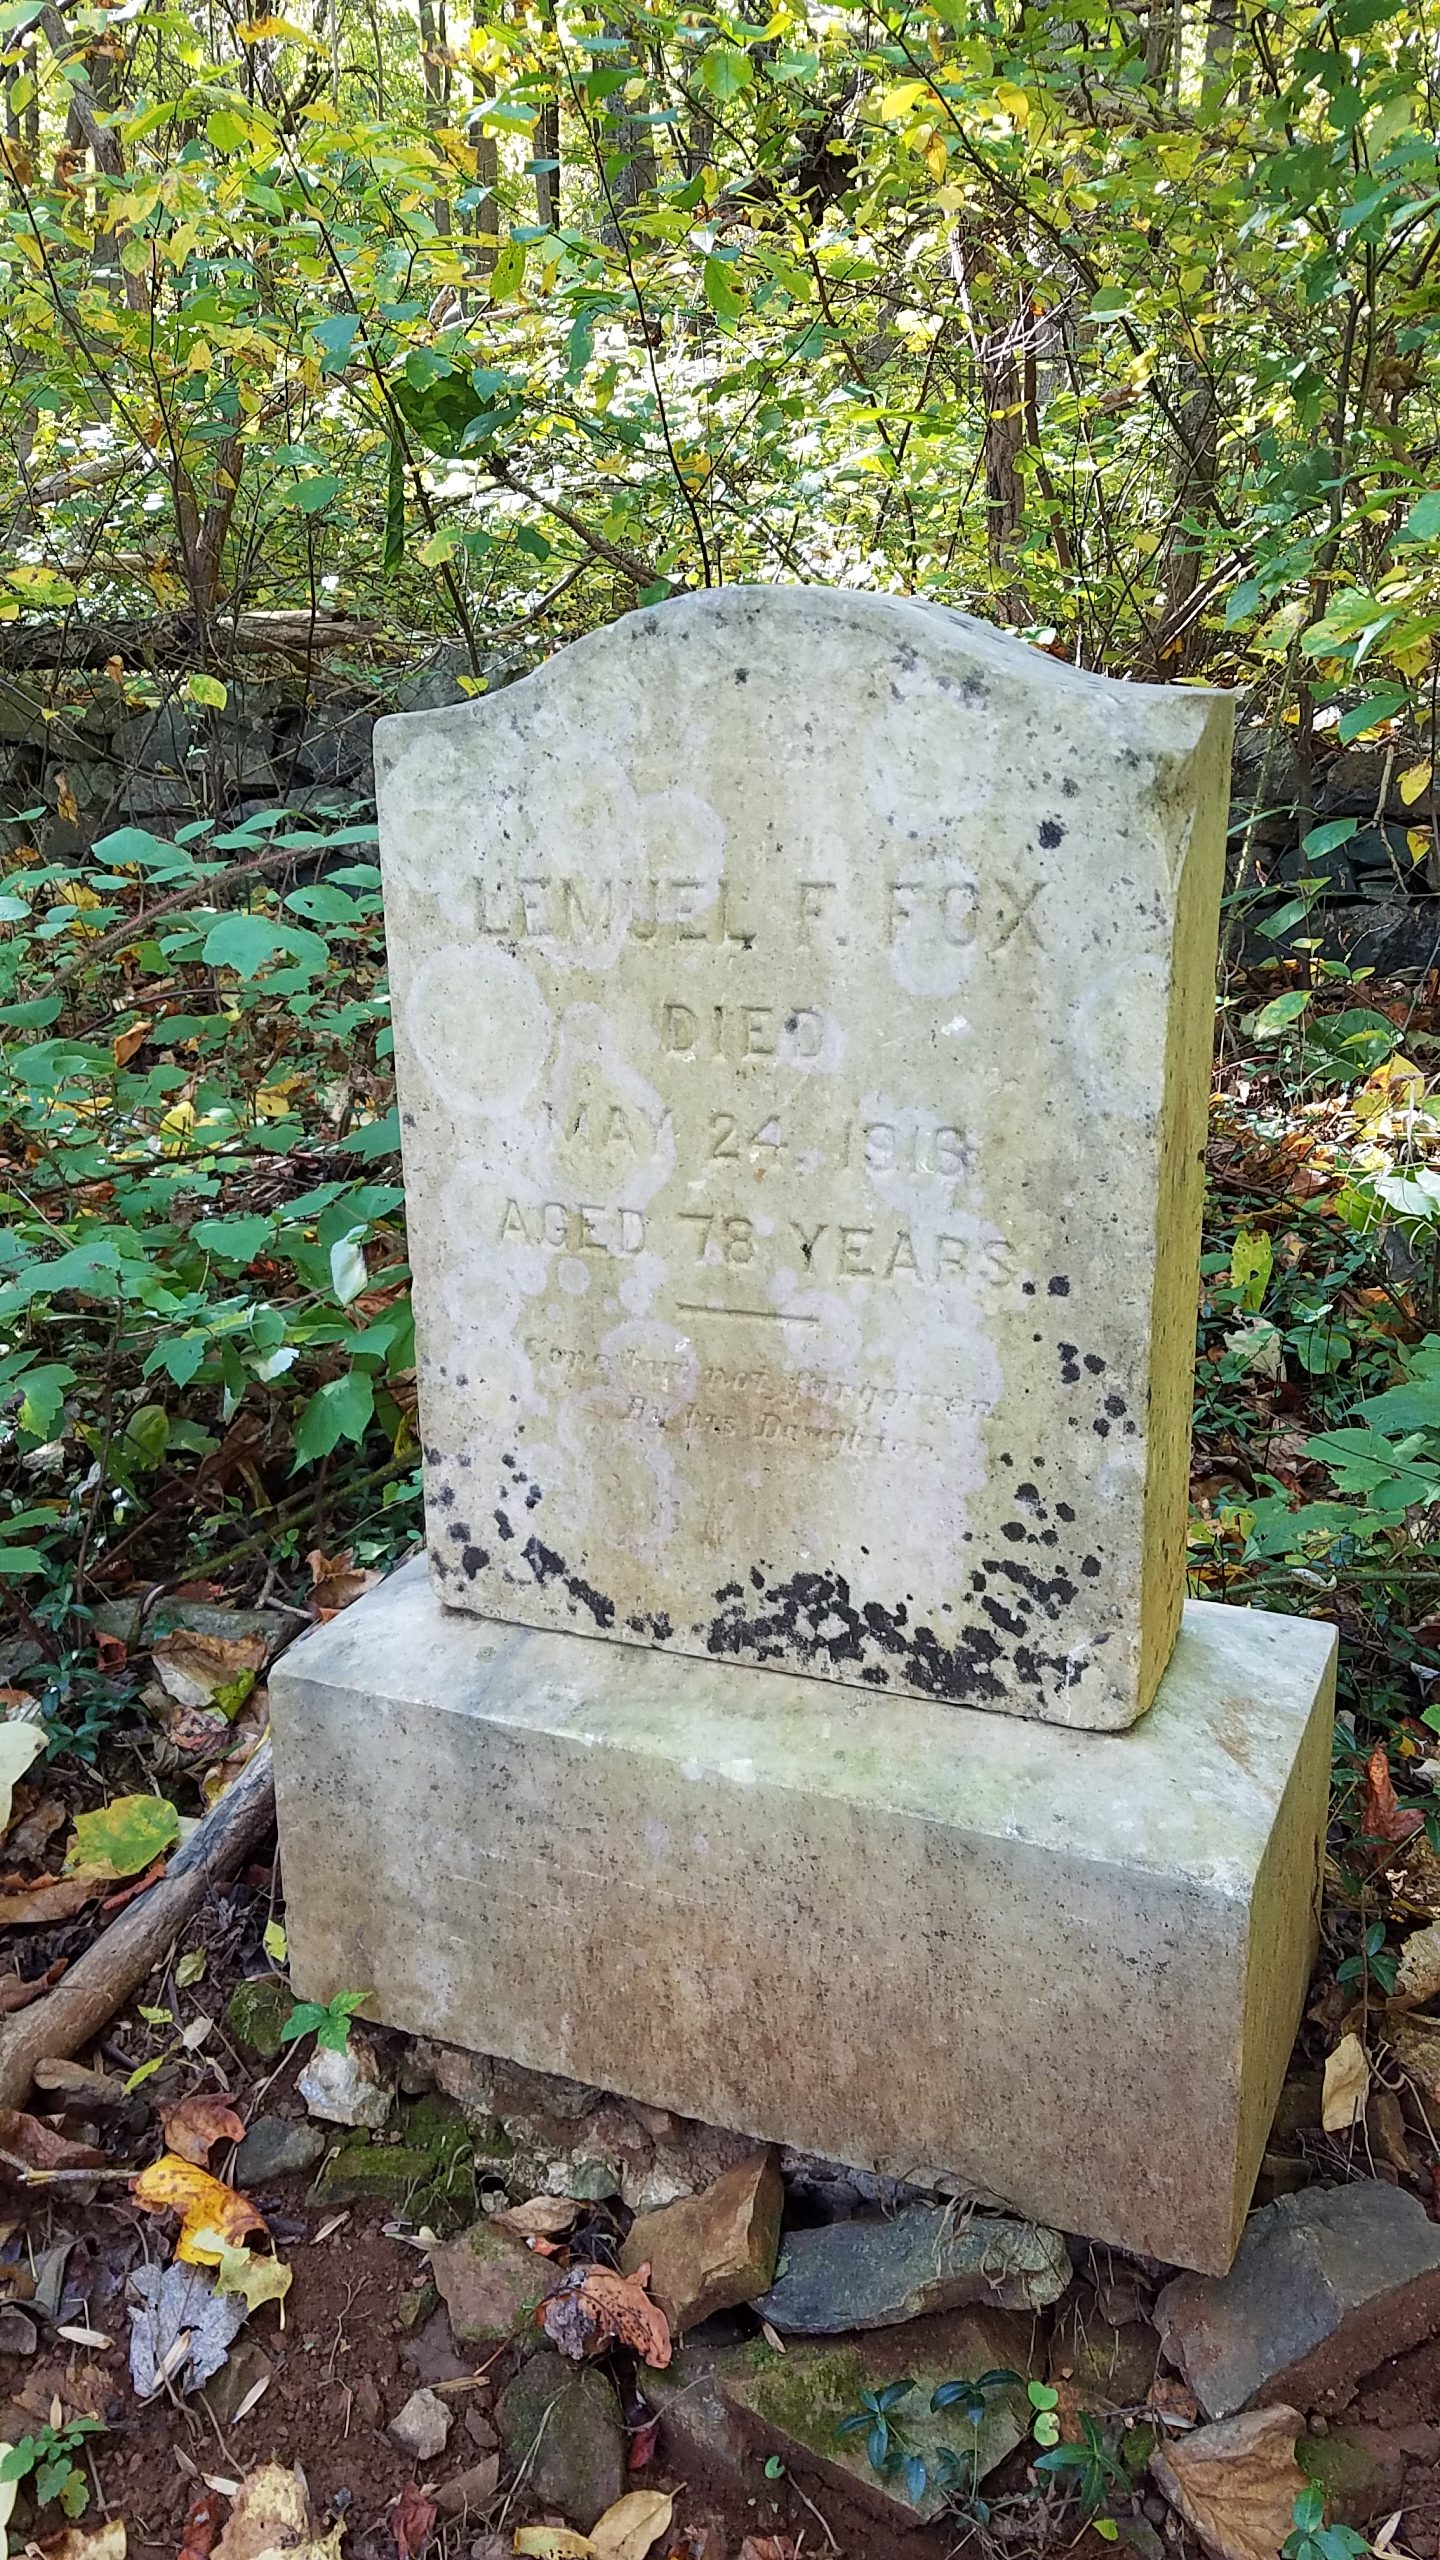 LEMUEL F. FOX
DIED
MAY 24, 1916
AGED 78 YEARS.
Gone but not forgotten
By his Daughter